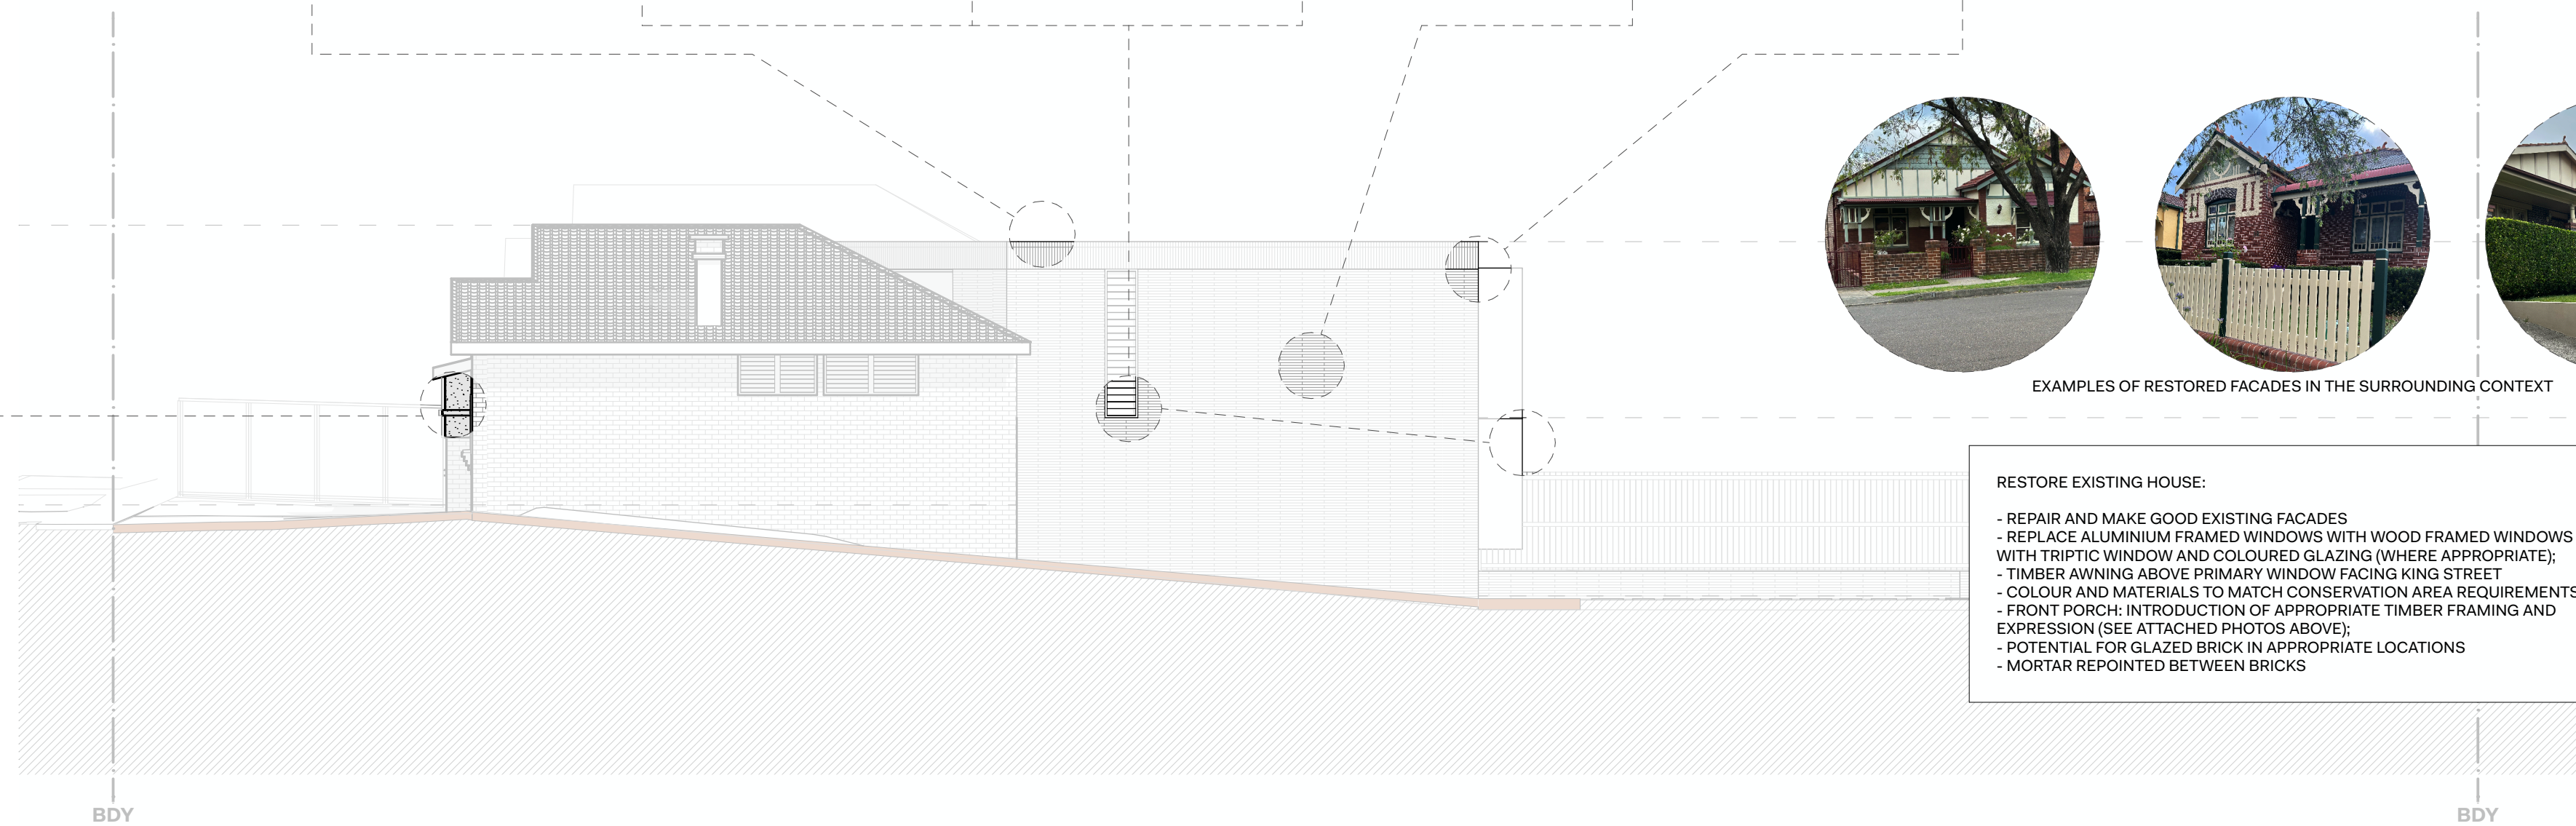 EXAMPLES OF RESTORED FACADES IN THE SURROUNDING CONTEXT
RESTORE EXISTING HOUSE:
- REPAIR AND MAKE GOOD EXISTING FACADES
- REPLACE ALUMINIUM FRAMED WINDOWS WITH WOOD FRAMED WINDOWS
WITH TRIPTIC WINDOW AND COLOURED GLAZING (WHERE APPROPRIATE);
- TIMBER AWNING ABOVE PRIMARY WINDOW FACING KING STREET
- COLOUR AND MATERIALS TO MATCH CONSERVATION AREA REQUIREMENTS
- FRONT PORCH: INTRODUCTION OF APPROPRIATE TIMBER FRAMING AND
EXPRESSION (SEE ATTACHED PHOTOS ABOVE);
- POTENTIAL FOR GLAZED BRICK IN APPROPRIATE LOCATIONS
- MORTAR REPOINTED BETWEEN BRICKS
BDY
BDY